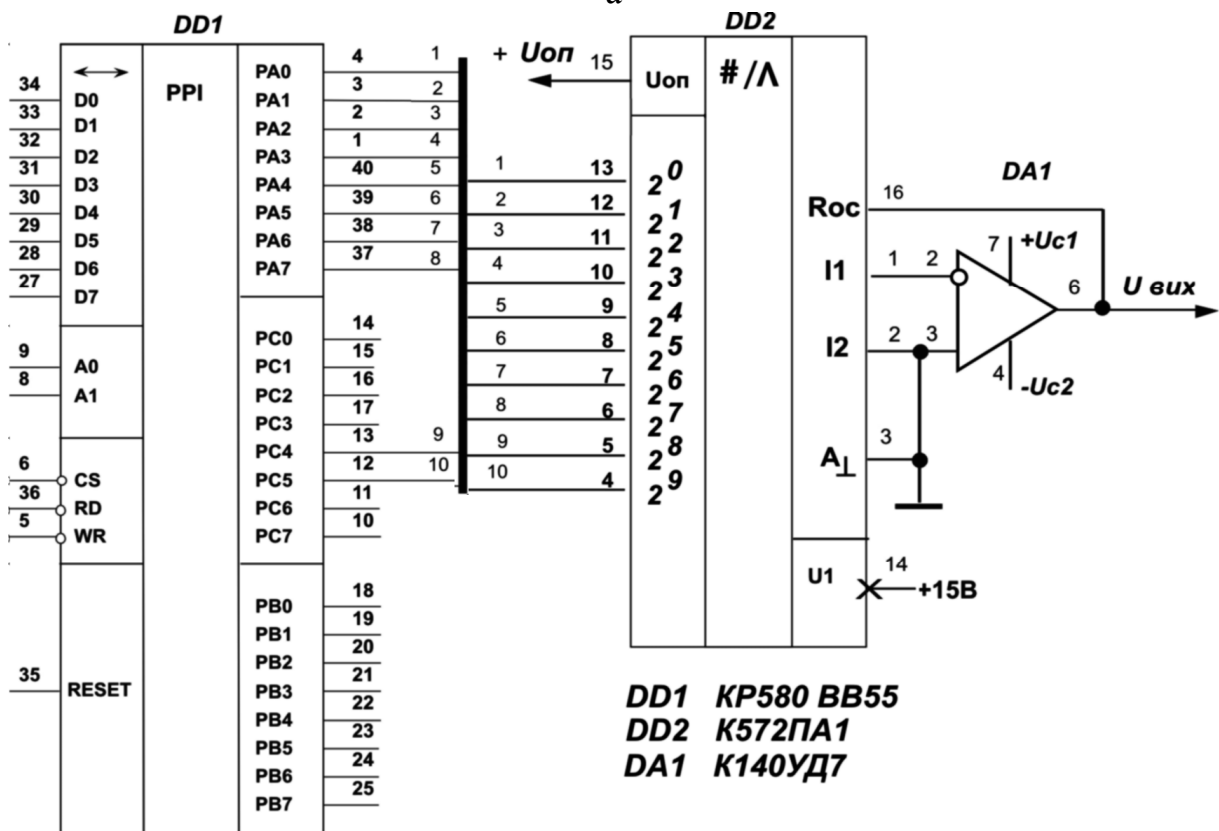 а
DD1
DD2
PPI
D0
D1
D2
D3
D4
D5
D6
D7
A0
A1
CS
RD
WR
RESET
34
33
32
31
30
29
28
27
9
8
6
36
5
35
PA0 4 1
PA1 3 2
PA2 2 3
PA3 1 4
PA4 40 5
PA5 39 6
PA6 38 7
PA7 37 8
PC0 14
PC1 15
PC2 16
PC3 17
PC4 13 9
PC5 12 10
PC6 11
PC7 10
PB0 18
PB1 19
PB2 20
PB3 21
PB4 22
PB5 23
PB6 24
PB7 25
+ Uоп 15 Uоп
#/Λ
1 13 2^0
2 12 2^1
3 11 2^2
4 10 2^3
5 9 2^4
6 8 2^5
7 7 2^6
8 6 2^7
9 5 2^8
10 4 2^9
Roc 16
I1 1 2
I2 2 3
A⊥ 3
U1 14 +15В
DA1
7 +Uc1
6 U вих
4 -Uc2
DD1 КР580 ВВ55
DD2 К572ПА1
DA1 К140УД7